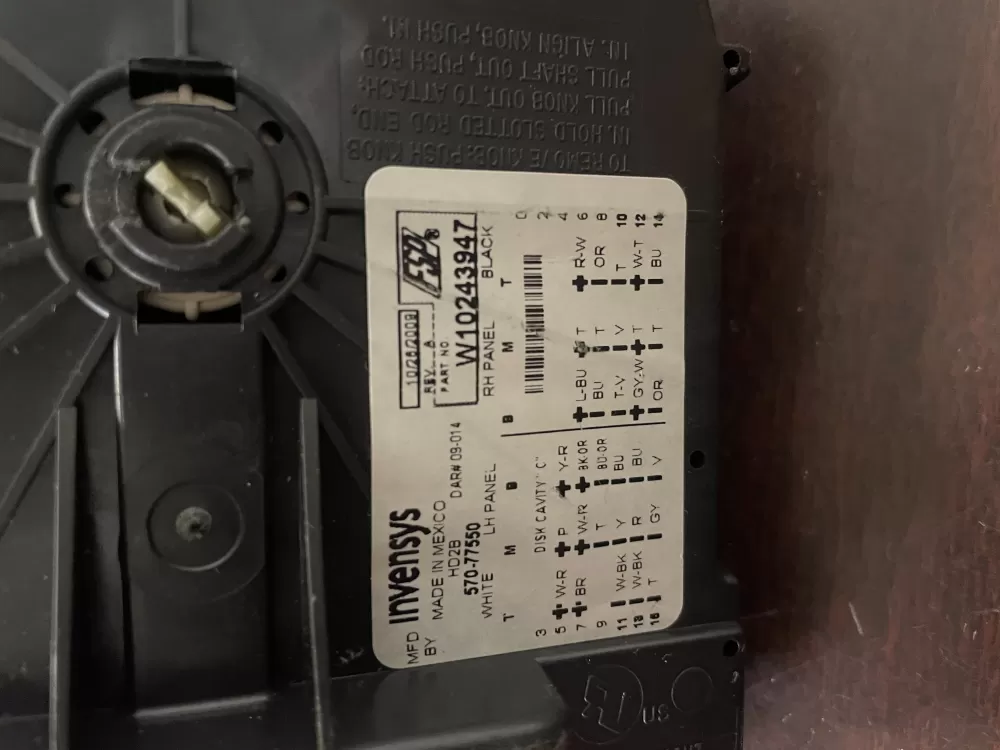 TO REMOVE KNOB: PUSH KNOB
IN. HOLD SLOTTED ROD END,
PULL KNOB OUT. TO ATTACH:
PULL SHAFT OUT, PUSH ROD
IN. ALIGN KNOB, PUSH
MFD BY invensys
MADE IN MEXICO
HD2B DAR# 09-014
570-77550
10/26/2009
REV.
PART NO.
W10243947
FSP®
WHITE LH PANEL RH PANEL BLACK
T M B B M T
0
3 DISK CAVITY "C" 2
5 W-R P Y-R 4
7 BR W-R BK-OR L-BU T R-W 6
9 T BU-OR BU T OR 8
11 W-BK Y BU T-V V T 10
13 W-BK R BU GY-W T W-T 12
15 T GY V OR T BU 14
US